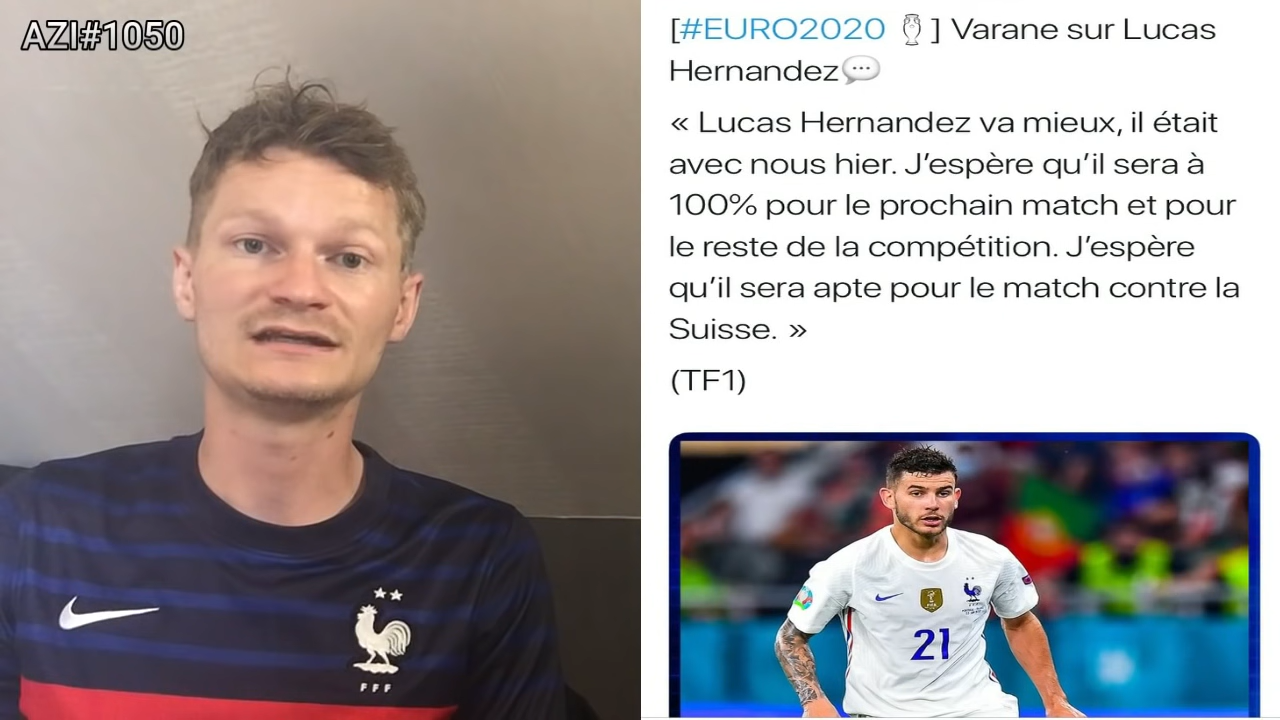 AZI#1050
[#EURO2020 ] Varane sur Lucas
Hernandez💬
« Lucas Hernandez va mieux, il était
avec nous hier. J’espère qu’il sera à
100% pour le prochain match et pour
le reste de la compétition. J’espère
qu’il sera apte pour le match contre la
Suisse. »
(TF1)
FFF
21